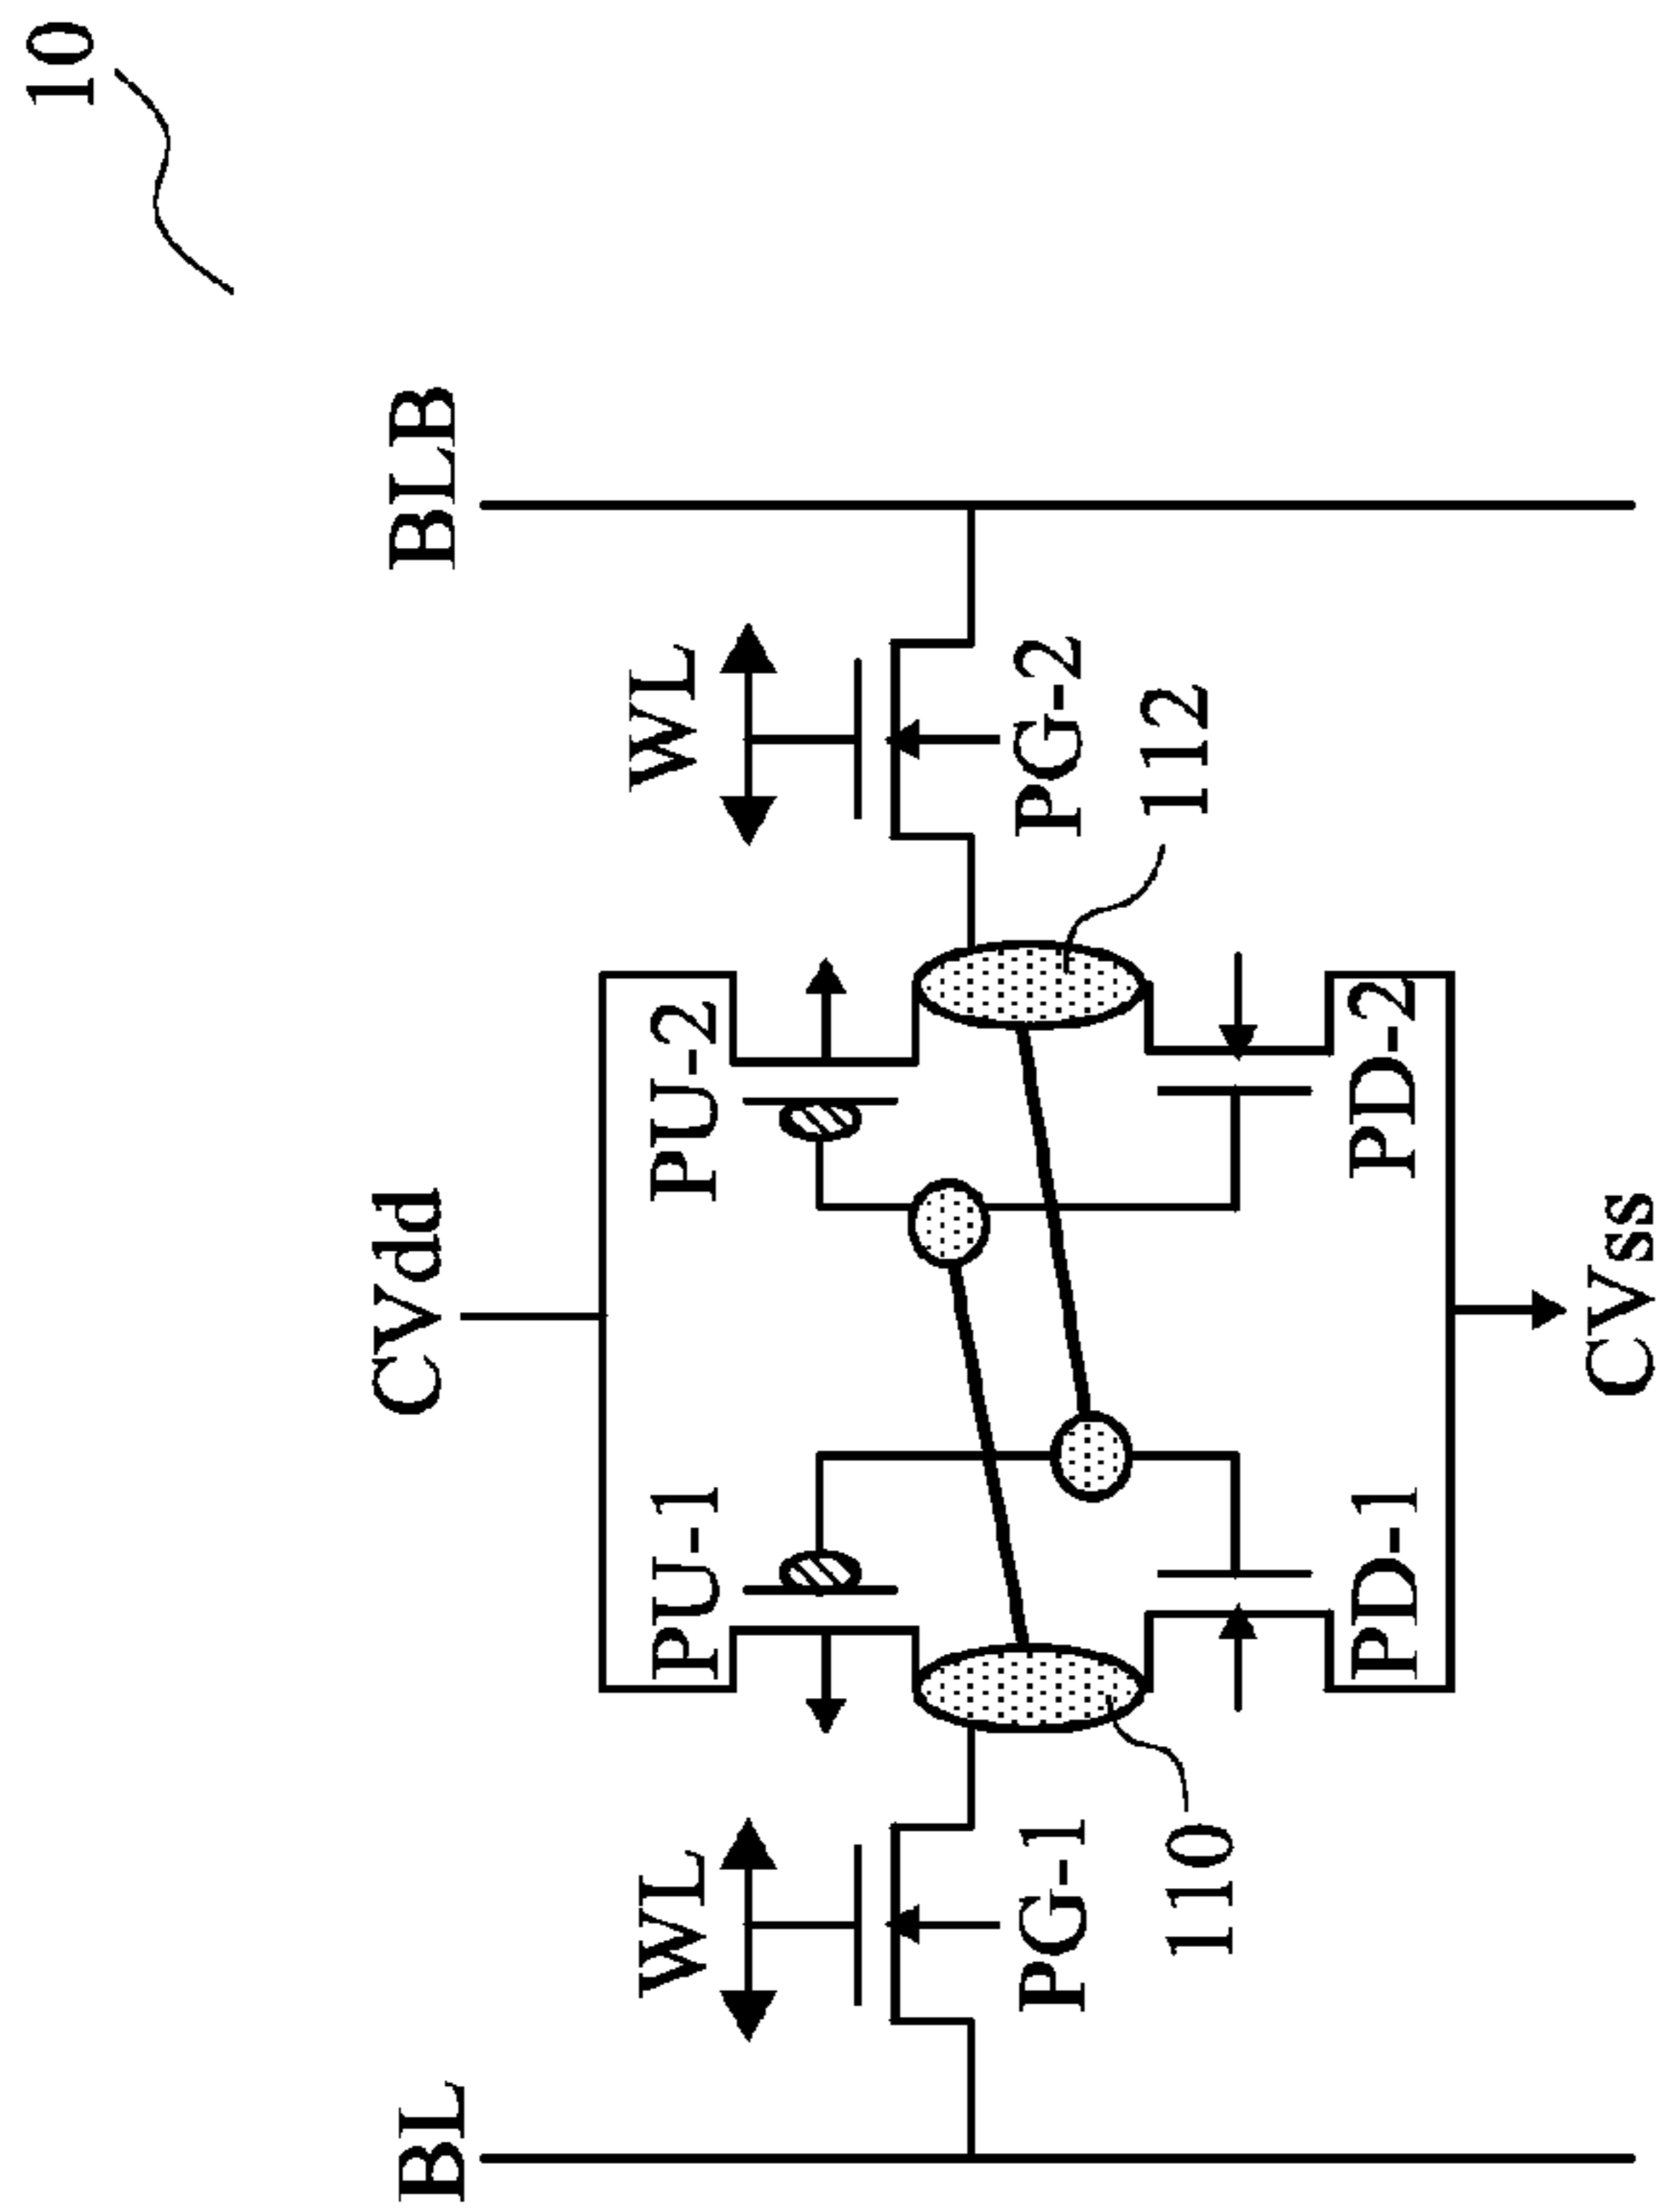 10
CVdd
BL
BLB
WL
WL
PU-1
PU-2
PG-1
PG-2
110
112
PD-1
PD-2
CVss